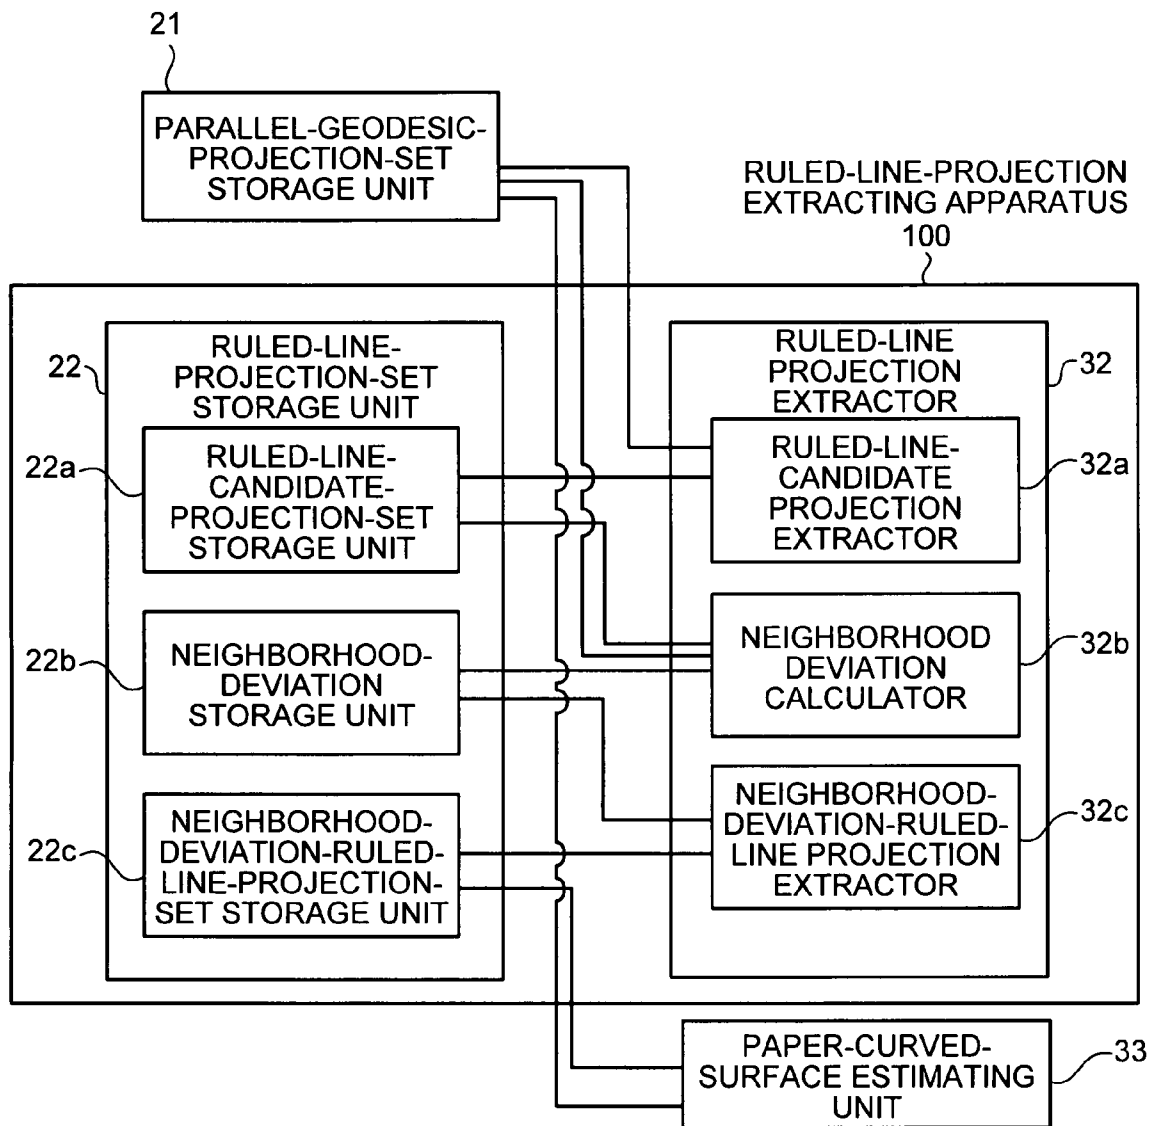 21
PARALLEL-GEODESIC-
PROJECTION-SET
STORAGE UNIT
RULED-LINE-PROJECTION
EXTRACTING APPARATUS
100
22
RULED-LINE-
PROJECTION-SET
STORAGE UNIT
RULED-LINE
PROJECTION
EXTRACTOR
32
22a
RULED-LINE-
CANDIDATE-
PROJECTION-SET
STORAGE UNIT
RULED-LINE-
CANDIDATE
PROJECTION
EXTRACTOR
32a
22b
NEIGHBORHOOD-
DEVIATION
STORAGE UNIT
NEIGHBORHOOD
DEVIATION
CALCULATOR
32b
22c
NEIGHBORHOOD-
DEVIATION-RULED-
LINE-PROJECTION-
SET STORAGE UNIT
NEIGHBORHOOD-
DEVIATION-RULED-
LINE PROJECTION
EXTRACTOR
32c
PAPER-CURVED-
SURFACE ESTIMATING
UNIT
33